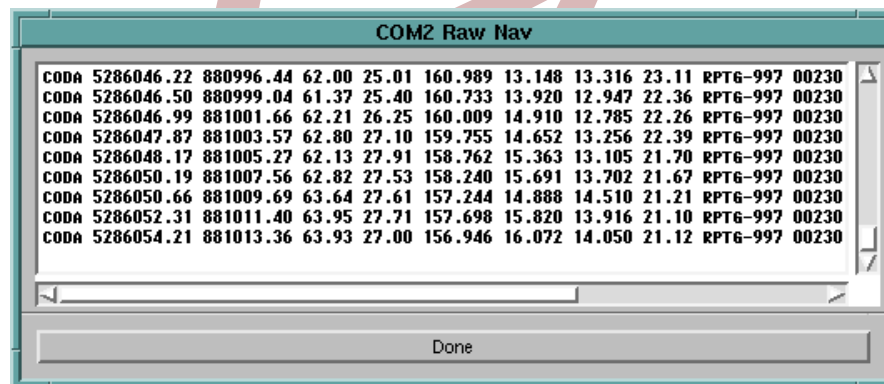 COM2 Raw Nav
CODA 5286046.22 880996.44 62.00 25.01 160.989 13.148 13.316 23.11 RPTG-997 00230
CODA 5286046.50 880999.04 61.37 25.40 160.733 13.920 12.947 22.36 RPTG-997 00230
CODA 5286046.99 881001.66 62.21 26.25 160.009 14.910 12.785 22.26 RPTG-997 00230
CODA 5286047.87 881003.57 62.80 27.10 159.755 14.652 13.256 22.39 RPTG-997 00230
CODA 5286048.17 881005.27 62.13 27.91 158.762 15.363 13.105 21.70 RPTG-997 00230
CODA 5286050.19 881007.56 62.82 27.53 158.240 15.691 13.702 21.67 RPTG-997 00230
CODA 5286050.66 881009.69 63.64 27.61 157.244 14.888 14.510 21.21 RPTG-997 00230
CODA 5286052.31 881011.40 63.95 27.71 157.698 15.820 13.916 21.10 RPTG-997 00230
CODA 5286054.21 881013.36 63.93 27.00 156.946 16.072 14.050 21.12 RPTG-997 00230
Done